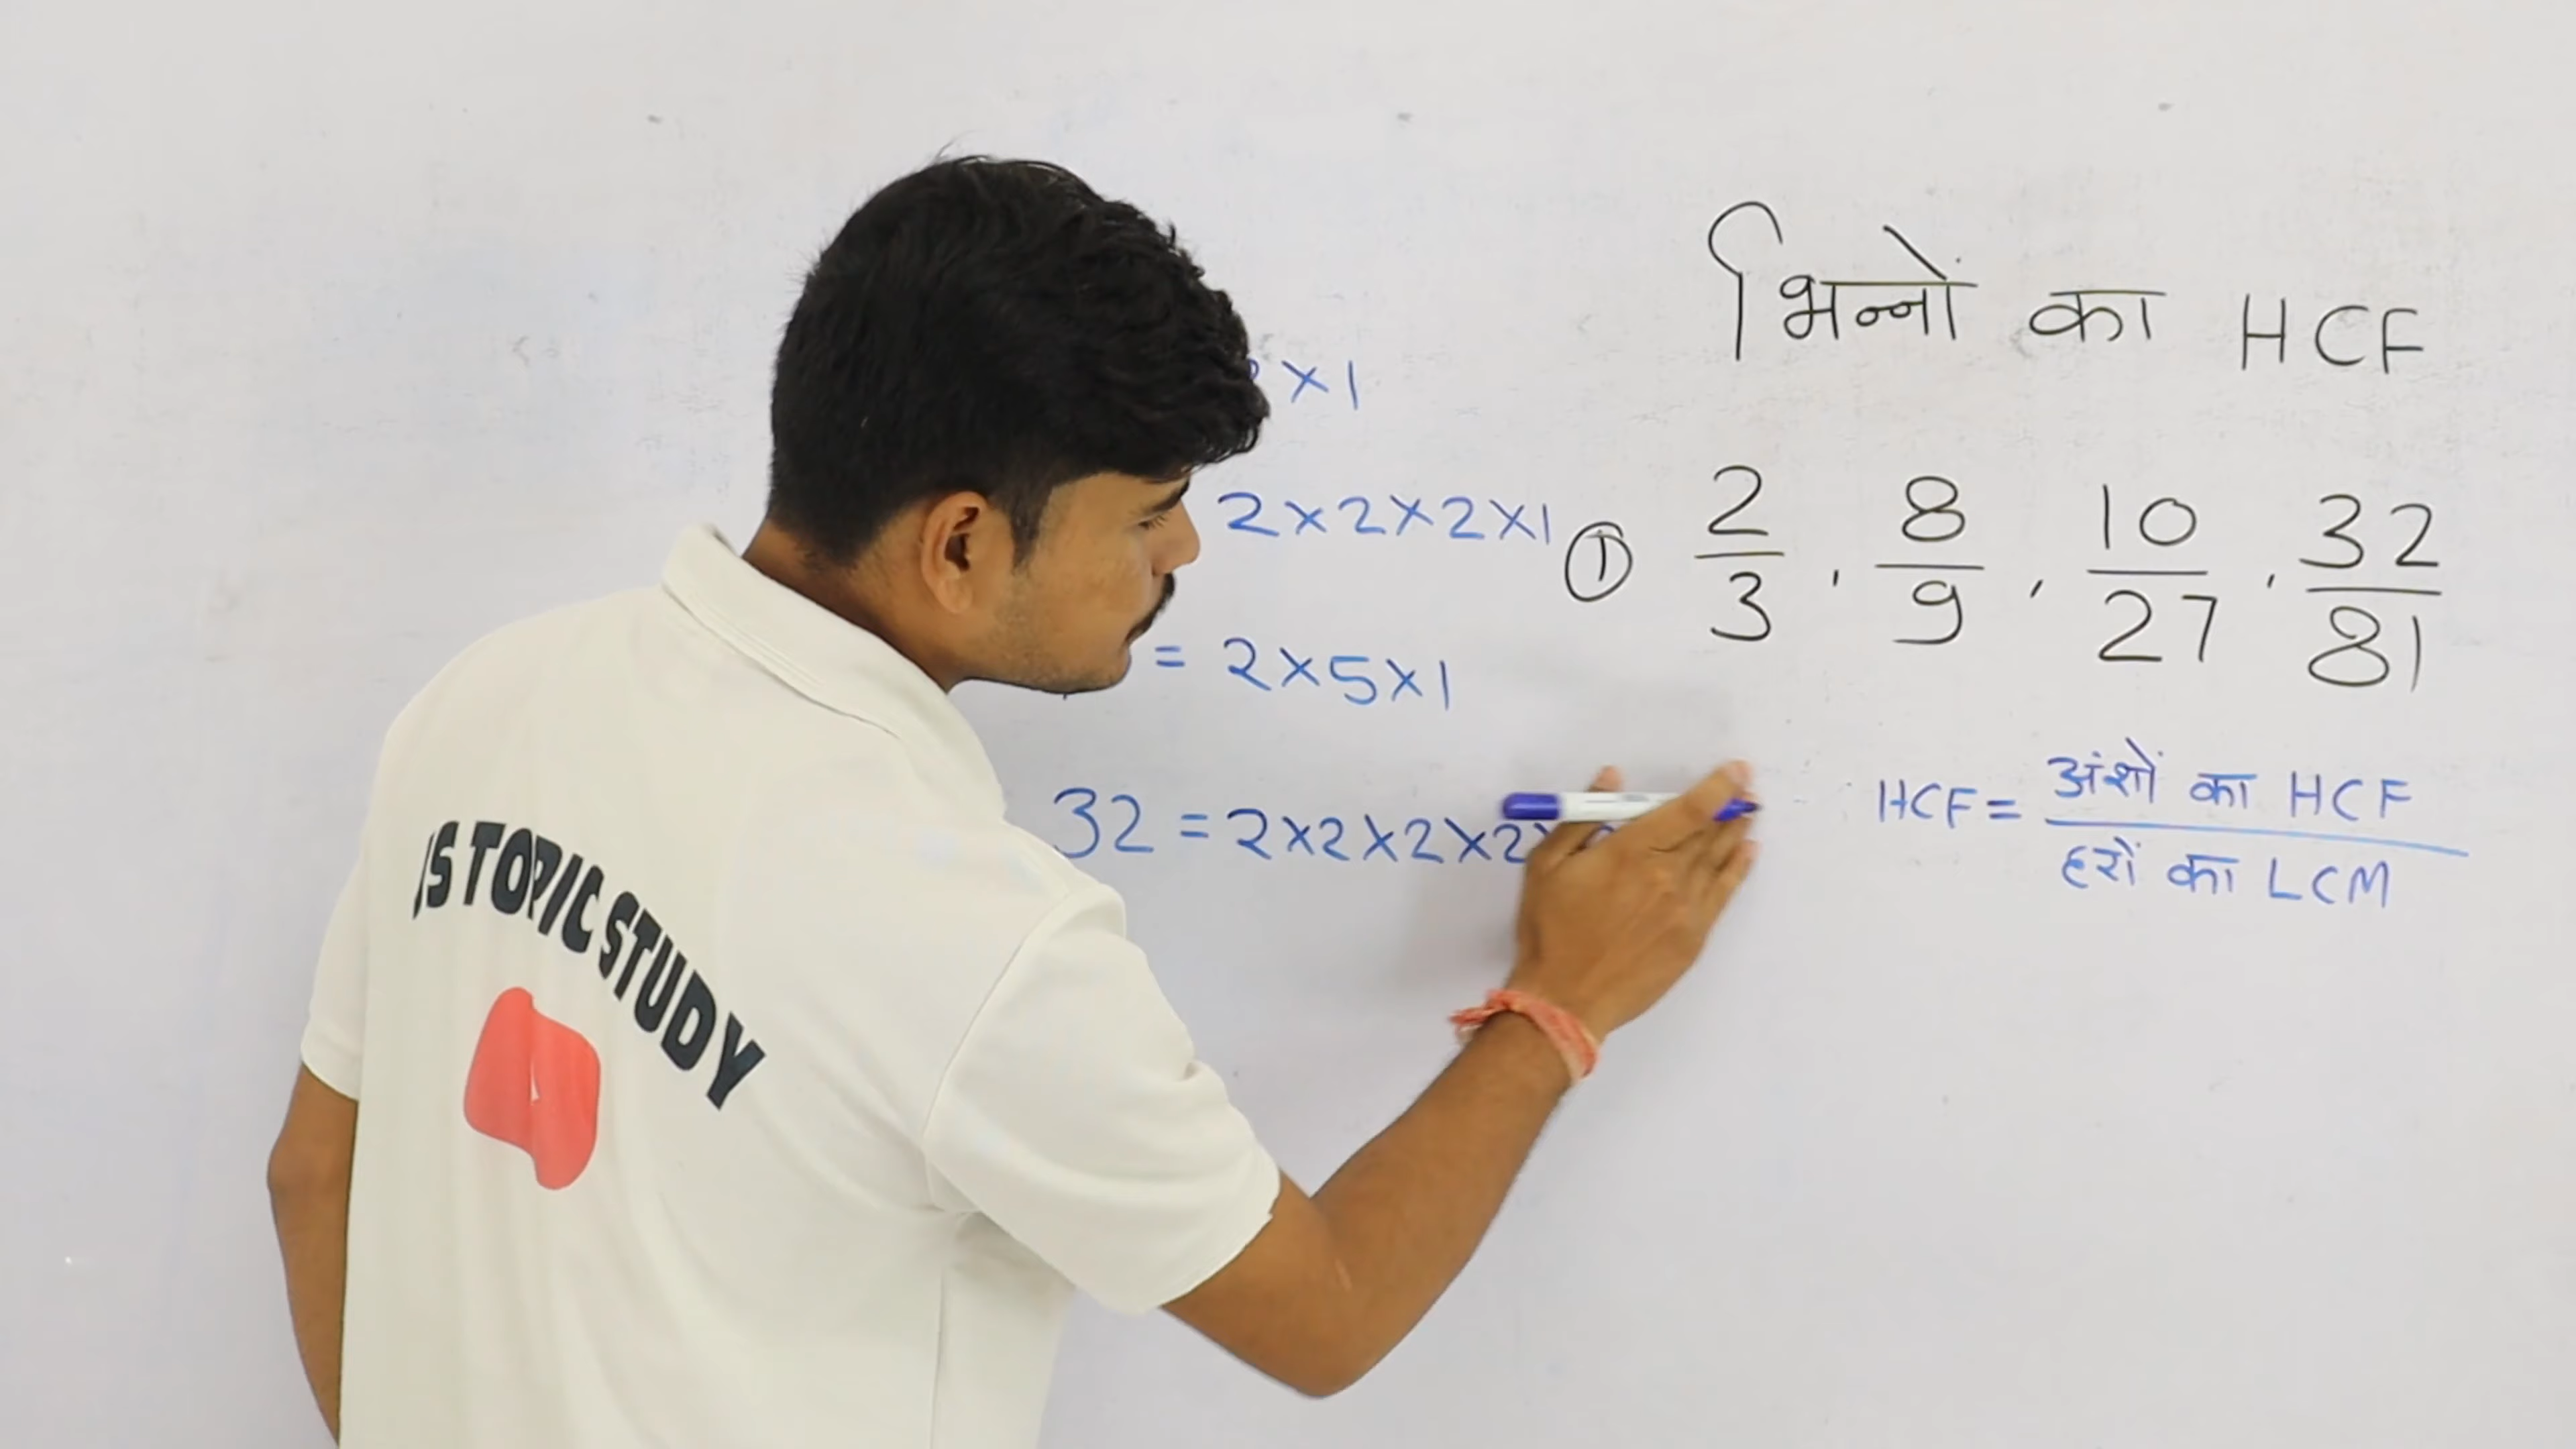 भिन्नों का HCF
× 1
2 × 2 × 2 × 1
= 2 × 5 × 1
32 = 2 × 2 × 2 × 2 ×
① 2/3 , 8/9 , 10/27 , 32/81
HCF = अंशों का HCF / हरों का LCM
TOPIC STUDY